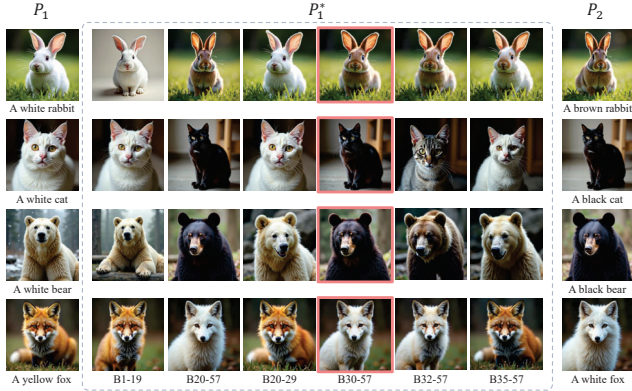 P₁ P₁* P₂
A white rabbit A brown rabbit
A white cat A black cat
A white bear A black bear
A yellow fox B1-19 B20-57 B20-29 B30-57 B32-57 B35-57 A white fox